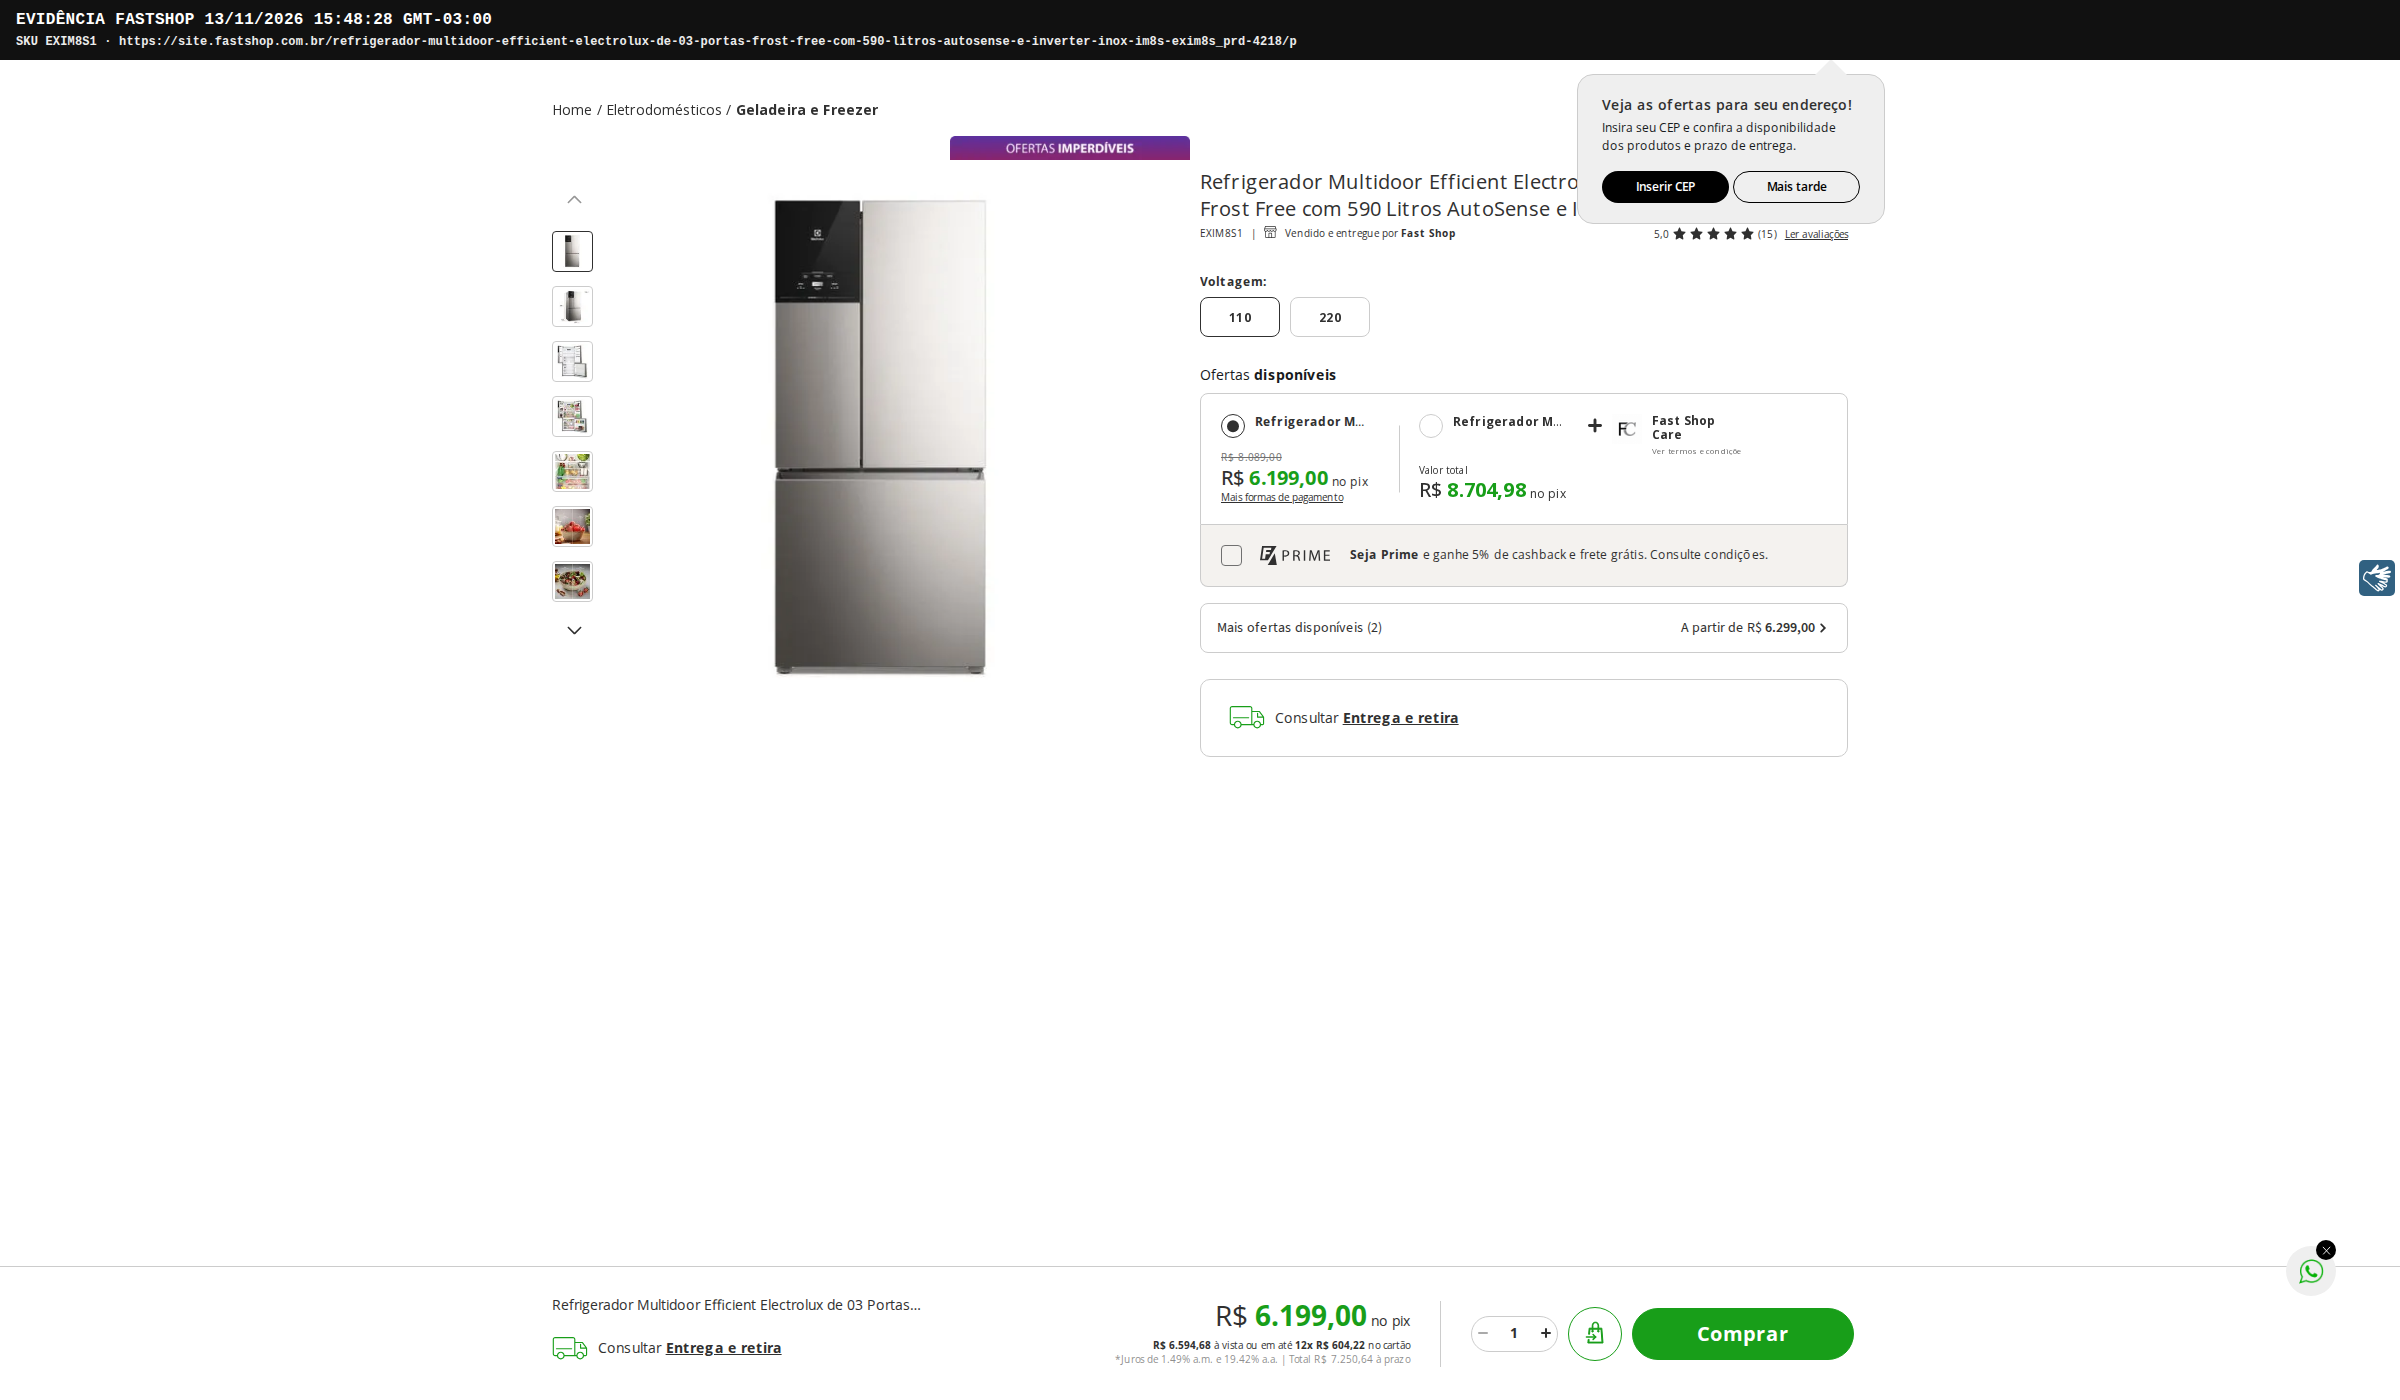 EVIDÊNCIA FASTSHOP 13/11/2026 15:48:28 GMT-03:00
SKU EXIM8S1 · https://site.fastshop.com.br/refrigerador-multidoor-efficient-electrolux-de-03-portas-frost-free-com-590-litros-autosense-e-inverter-inox-im8s-exim8s_prd-4218/p
Veja as ofertas para seu endereço!
Insira seu CEP e confira a disponibilidade
dos produtos e prazo de entrega.
Inserir CEP
Mais tarde
Home / Eletrodomésticos / Geladeira e Freezer
OFERTAS IMPERDÍVEIS
Refrigerador Multidoor Efficient Electro
Frost Free com 590 Litros AutoSense e I
EXIM8S1 | Vendido e entregue por Fast Shop
5,0 (15) Ler avaliações
Voltagem:
110
220
Ofertas disponíveis
Refrigerador M...
R$ 8.089,00
R$ 6.199,00 no pix
Mais formas de pagamento
Refrigerador M...
+
FC
Fast Shop
Care
Ver termos e condiçõe
Valor total
R$ 8.704,98 no pix
PRIME
Seja Prime e ganhe 5% de cashback e frete grátis. Consulte condições.
Mais ofertas disponíveis (2)
A partir de R$ 6.299,00
Consultar Entrega e retira
Refrigerador Multidoor Efficient Electrolux de 03 Portas...
Consultar Entrega e retira
R$ 6.199,00 no pix
R$ 6.594,68 à vista ou em até 12x R$ 604,22 no cartão
*Juros de 1.49% a.m. e 19.42% a.a. | Total R$ 7.250,64 à prazo
− 1 +
Comprar